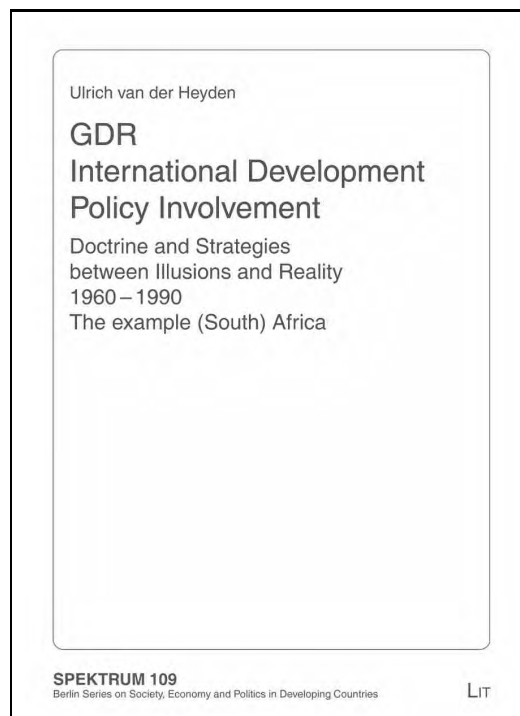 Ulrich van der Heyden
GDR
International Development
Policy Involvement
Doctrine and Strategies
between Illusions and Reality
1960 – 1990
The example (South) Africa
SPEKTRUM 109
Berlin Series on Society, Economy and Politics in Developing Countries
LIT